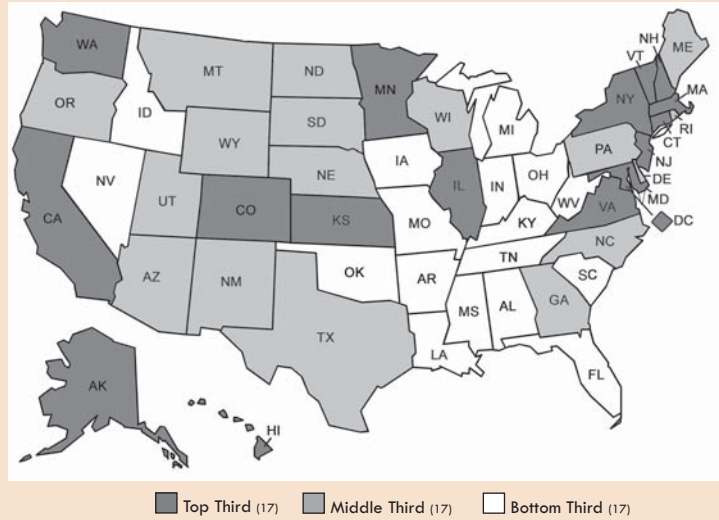 WA
MT
ND
MN
OR
ID
SD
WI
WY
MI
VT
NH
ME
NY
MA
RI
CT
PA
NJ
DE
MD
DC
IA
NE
NV
UT
CO
KS
CA
IL
IN
OH
WV
VA
MO
KY
NC
TN
SC
AZ
NM
OK
AR
MS
AL
GA
TX
LA
FL
AK
HI
Top Third (17) Middle Third (17) Bottom Third (17)